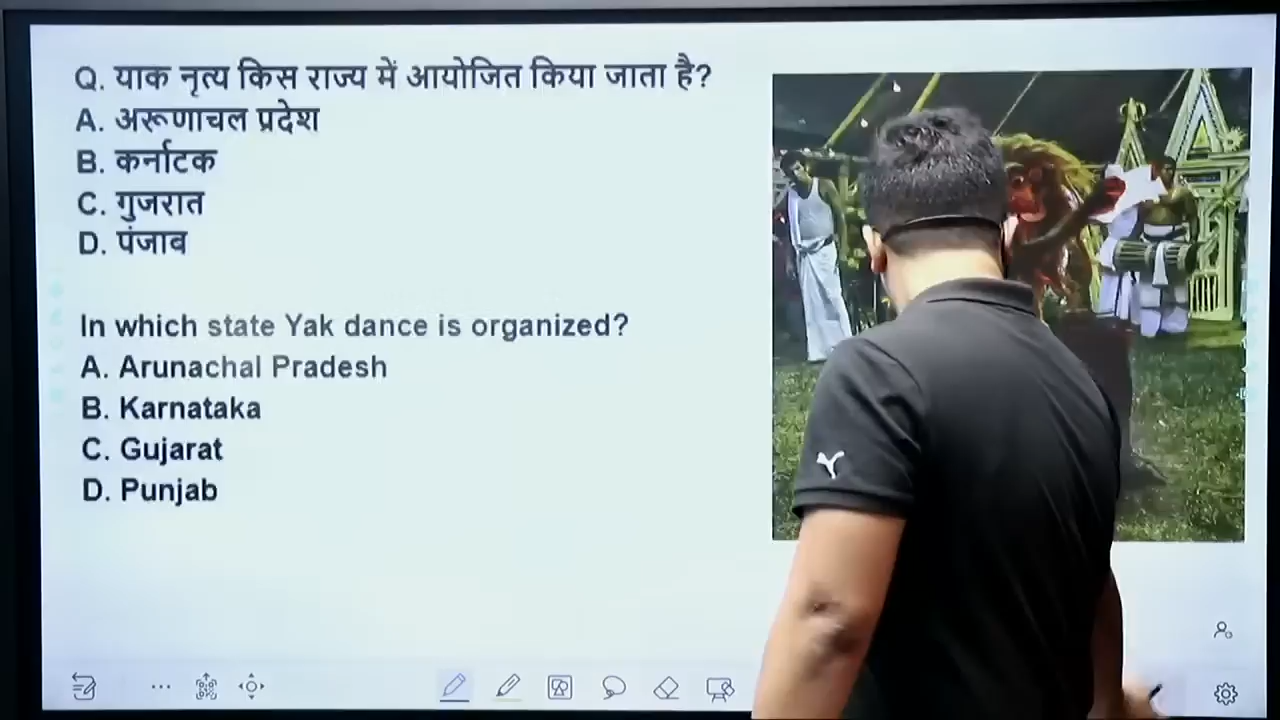 Q. याक नृत्य किस राज्य में आयोजित किया जाता है?
A. अरूणाचल प्रदेश
B. कर्नाटक
C. गुजरात
D. पंजाब
In which state Yak dance is organized?
A. Arunachal Pradesh
B. Karnataka
C. Gujarat
D. Punjab